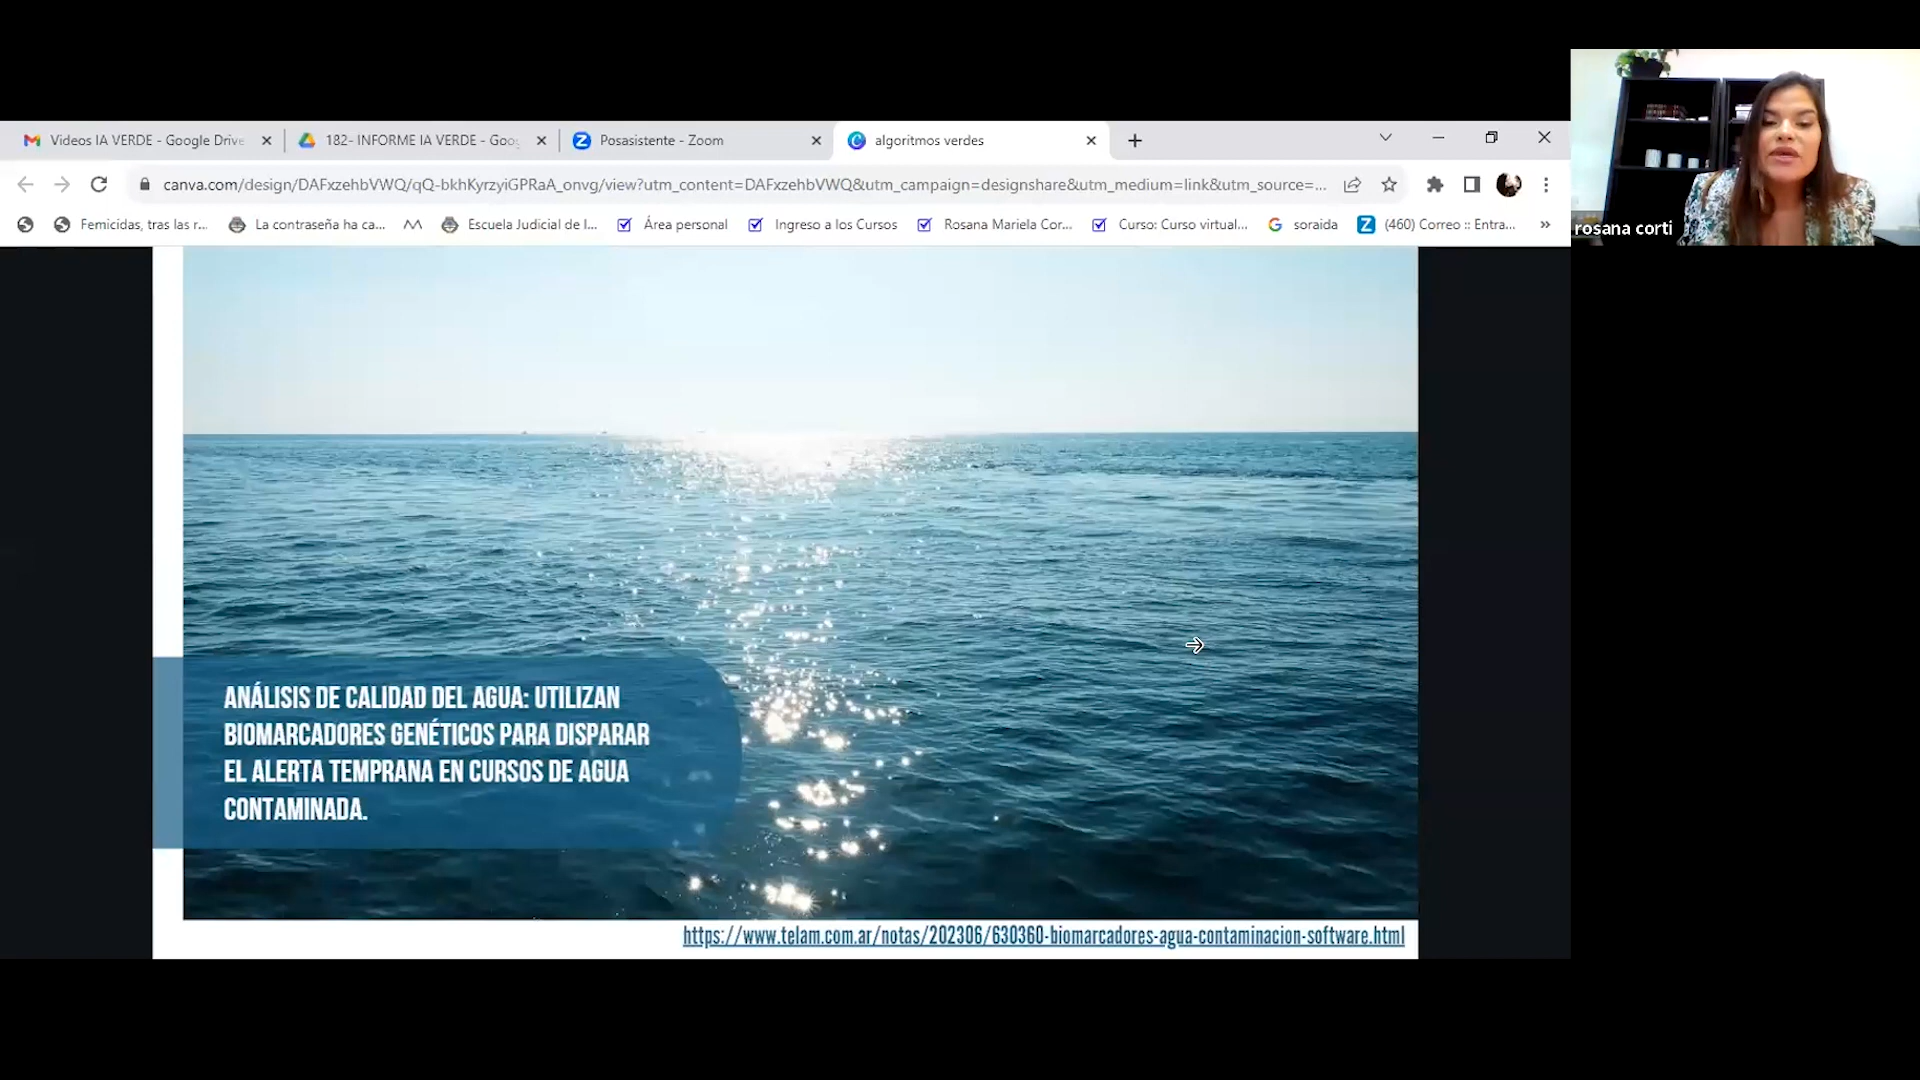 Videos IA VERDE - Google Drive
182- INFORME IA VERDE - Goog
Posasistente - Zoom
algoritmos verdes
canva.com/design/DAFxzehbVWQ/qQ-bkhKyrzyiGPRaA_onvg/view?utm_content=DAFxzehbVWQ&utm_campaign=designshare&utm_medium=link&utm_source=...
Femicidas, tras las r...
La contraseña ha ca...
Escuela Judicial de l...
Área personal
Ingreso a los Cursos
Rosana Mariela Cor...
Curso: Curso virtual...
soraida
(460) Correo :: Entra...
»
rosana corti
ANÁLISIS DE CALIDAD DEL AGUA: UTILIZAN
BIOMARCADORES GENÉTICOS PARA DISPARAR
EL ALERTA TEMPRANA EN CURSOS DE AGUA
CONTAMINADA.
https://www.telam.com.ar/notas/202306/630360-biomarcadores-agua-contaminacion-software.html